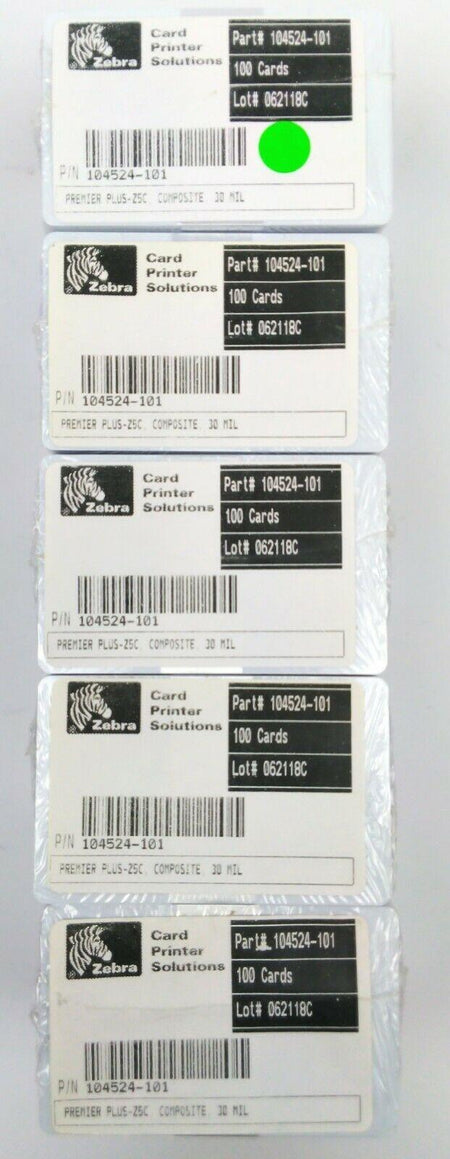 Zebra
Card
Printer
Solutions
Part# 104524-101
100 Cards
Lot# 062118C
P/N 104524-101
PREMIER PLUS-Z5C COMPOSITE 30 MIL
Zebra
Card
Printer
Solutions
Part# 104524-101
100 Cards
Lot# 062118C
P/N 104524-101
PREMIER PLUS-Z5C, COMPOSITE, 30 MIL
Zebra
Card
Printer
Solutions
Part# 104524-101
100 Cards
Lot# 062118C
P/N 104524-101
PREMIER PLUS-Z5C, COMPOSITE, 30 MIL
Zebra
Card
Printer
Solutions
Part# 104524-101
100 Cards
Lot# 062118C
P/N 104524-101
PREMIER PLUS-Z5C, COMPOSITE, 30 MIL
Zebra
Card
Printer
Solutions
Part# 104524-101
100 Cards
Lot# 062118C
P/N 104524-101
PREMIER PLUS-Z5C, COMPOSITE, 30 MIL